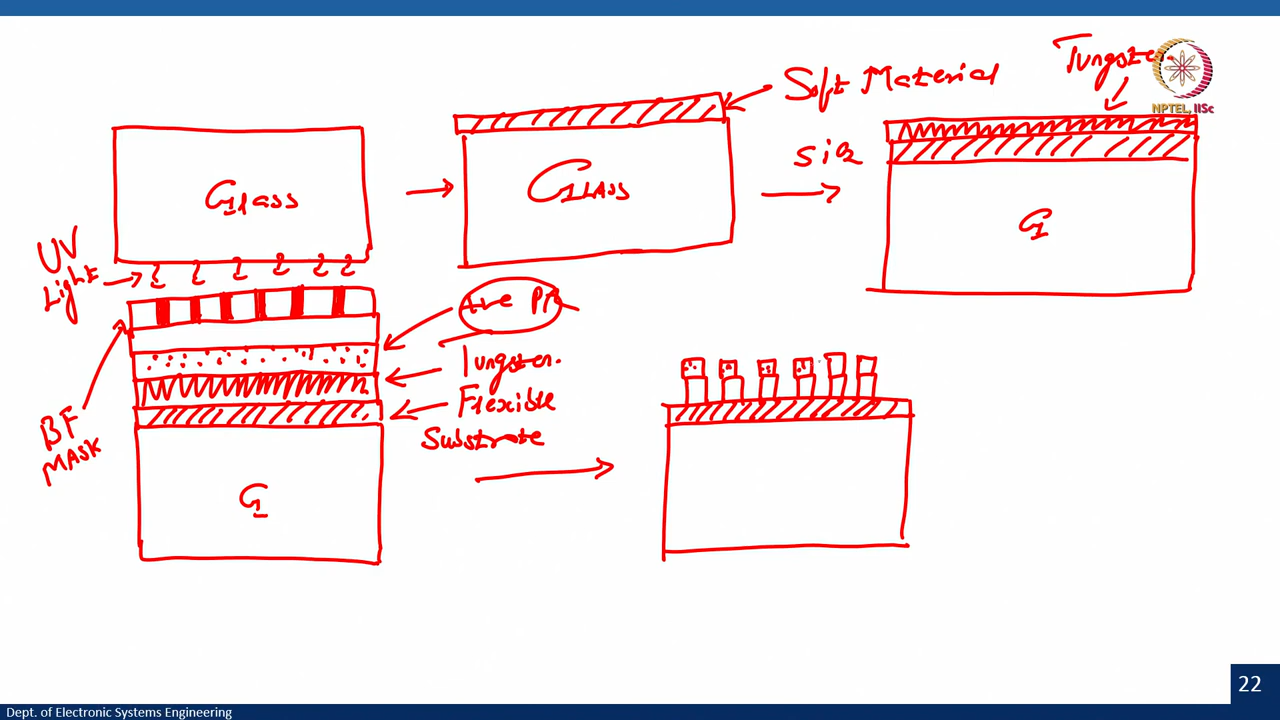 Tungsten
NPTEL, IISc
Soft Material
SiO2
Glass
GLASS
G
UV
Light
+ve PR
Tungsten.
Flexible
Substrate
BF
MASK
G
22
Dept. of Electronic Systems Engineering